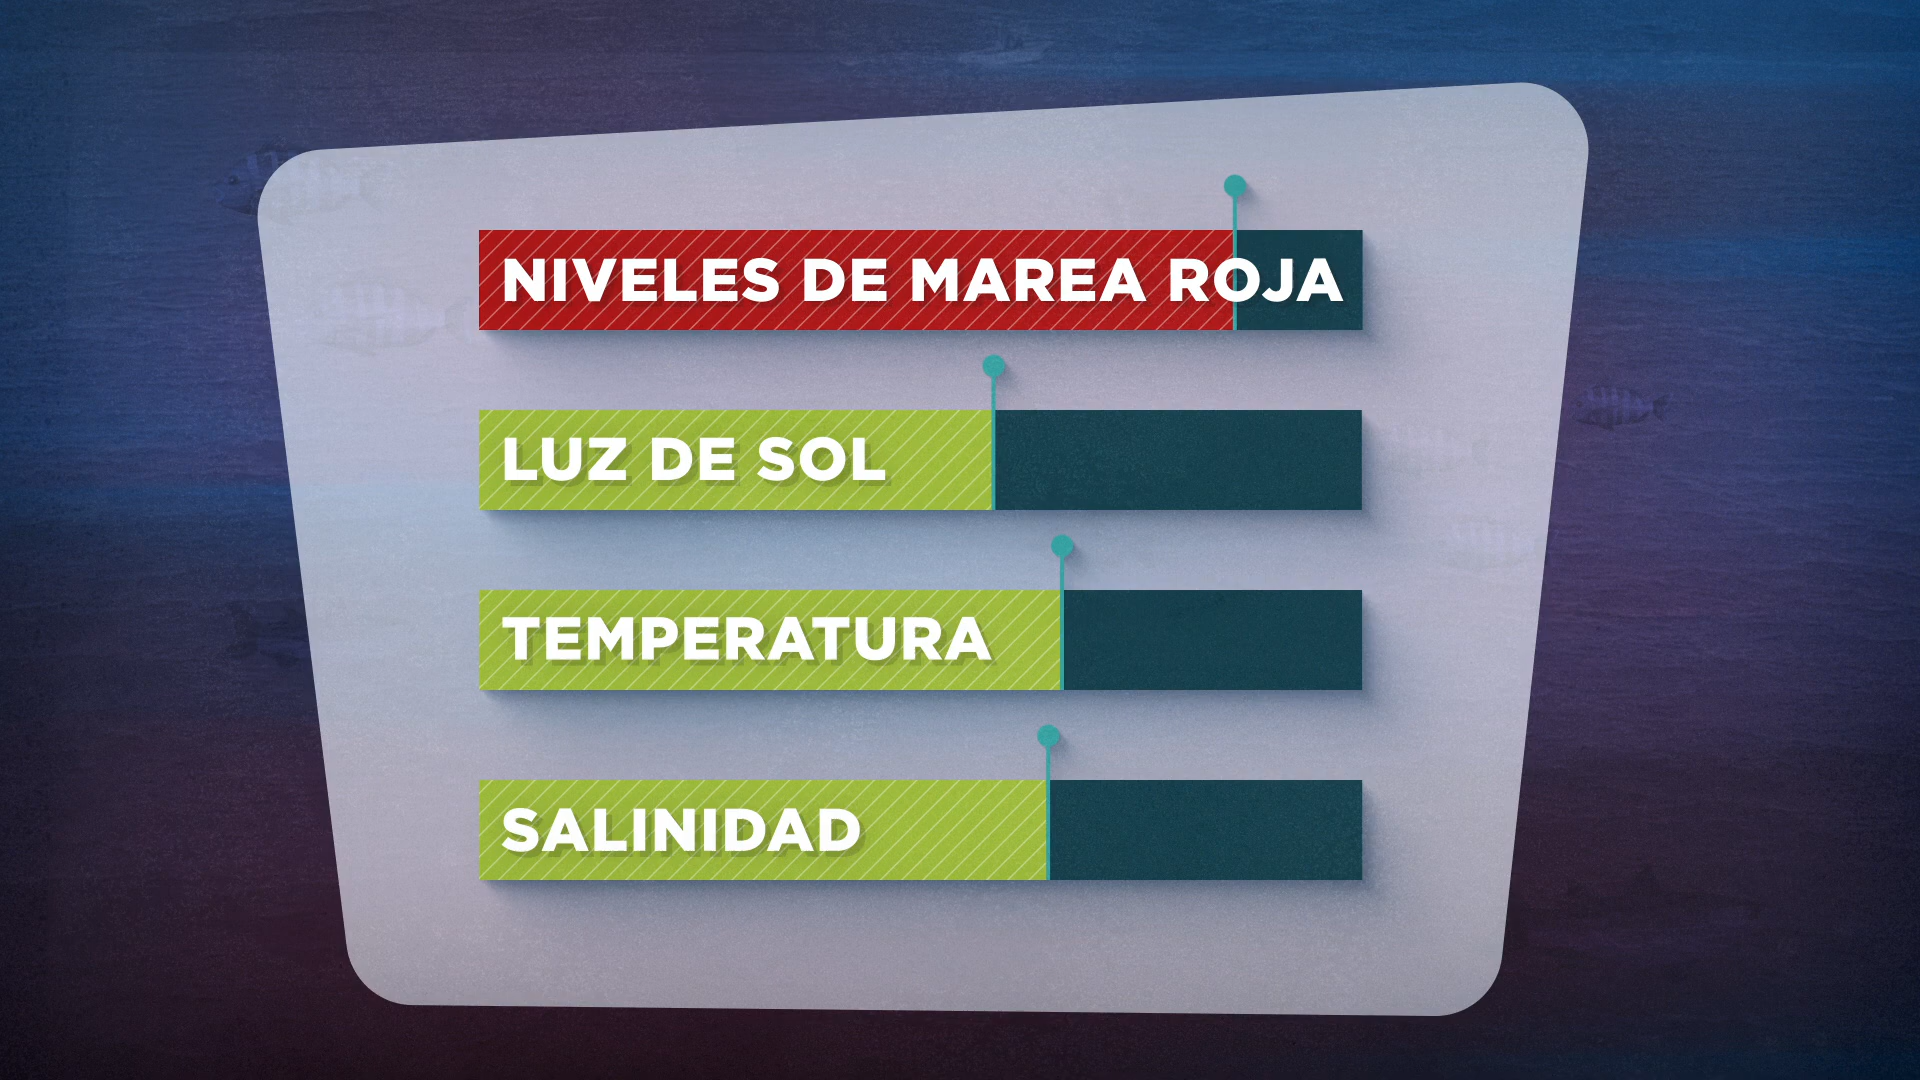 NIVELES DE MAREA ROJA
LUZ DE SOL
TEMPERATURA
SALINIDAD